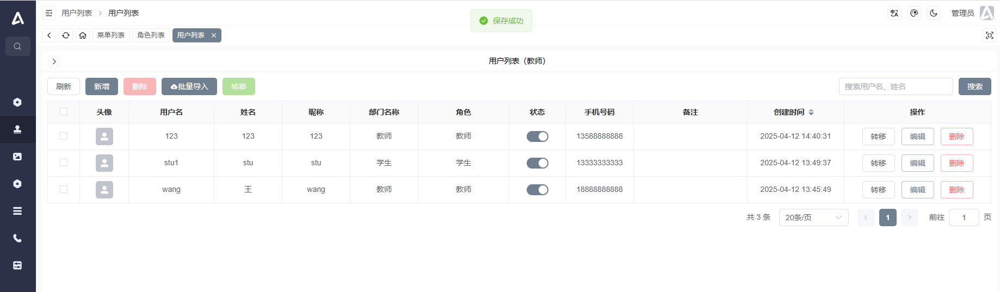 用户列表 > 用户列表
保存成功
管理员
菜单列表 角色列表 用户列表
用户列表（教师）
刷新 新增 删除 批量导入 转移 搜索用户名、姓名 搜索
头像 用户名 姓名 昵称 部门名称 角色 状态 手机号码 备注 创建时间 操作
123 123 123 教师 教师 13588888888 2025-04-12 14:40:31 转移 编辑 删除
stu1 stu stu 学生 学生 13333333333 2025-04-12 13:49:37 转移 编辑 删除
wang 王 wang 教师 教师 18888888888 2025-04-12 13:45:49 转移 编辑 删除
共 3 条 20条/页 1 前往 1 页